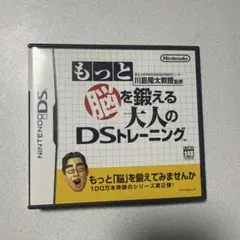 Nintendo
東北大学未来科学技術共同研究センター
川島隆太教授監修
もっと
脳を鍛える
大人の
DSトレーニング
NINTENDO DS
もっと「脳」を鍛えてみませんか
100万本突破のシリーズ第2弾!